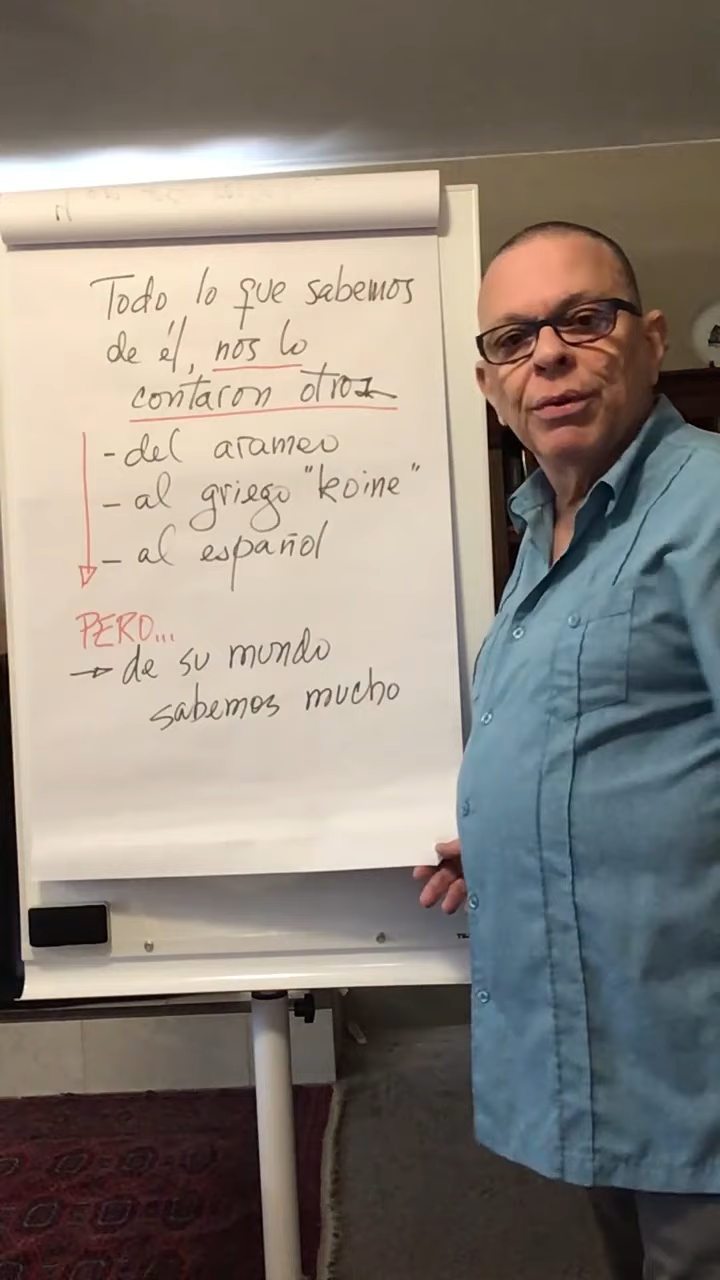 Todo lo que sabemos
de él, nos lo
contaron otros
- del arameo
- al griego "koine"
- al español
PERO...
→ de su mundo
sabemos mucho